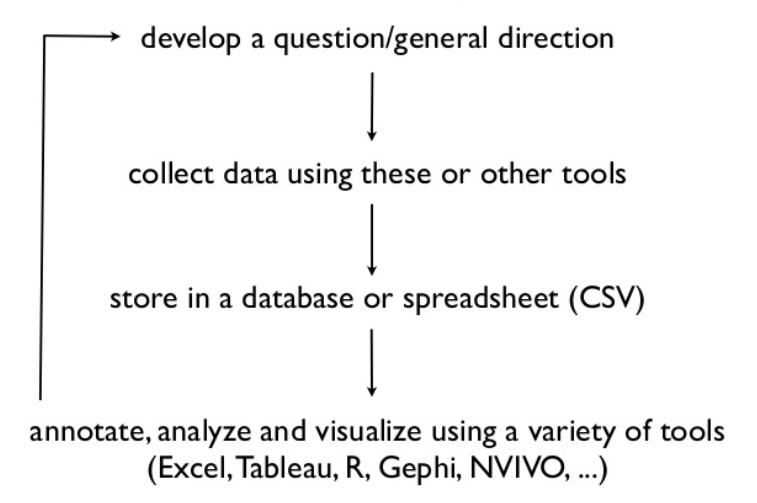 develop a question/general direction
collect data using these or other tools
store in a database or spreadsheet (CSV)
annotate, analyze and visualize using a variety of tools
(Excel, Tableau, R, Gephi, NVIVO, ...)